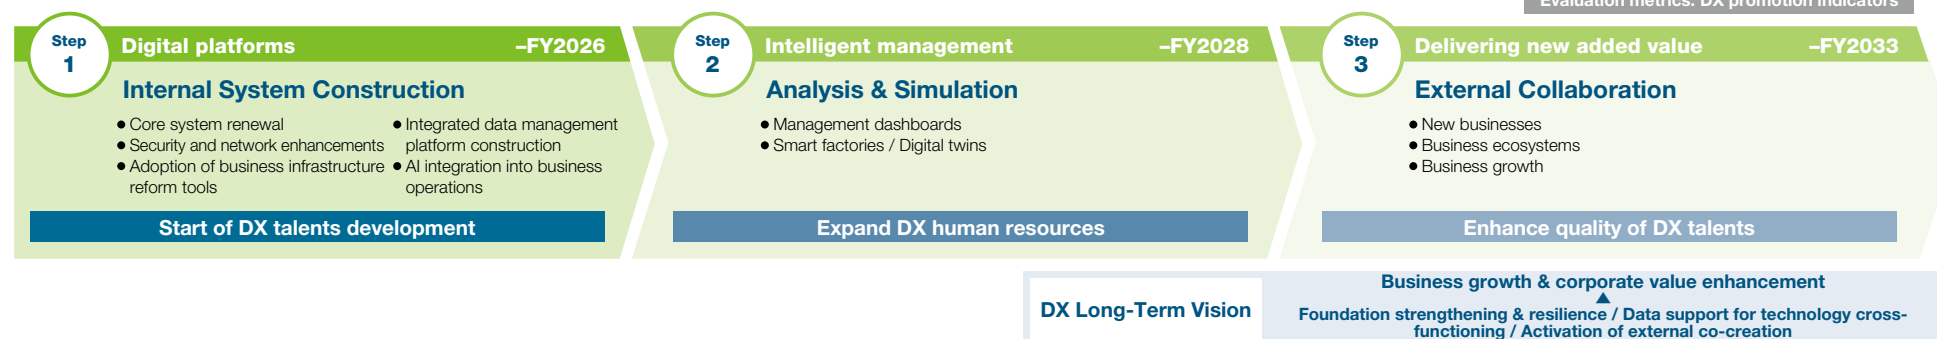 Evaluation metrics: DX promotion indicators
Step
1
Digital platforms
–FY2026
Internal System Construction
● Core system renewal
● Security and network enhancements
● Adoption of business infrastructure
reform tools
● Integrated data management
platform construction
● AI integration into business
operations
Start of DX talents development
Step
2
Intelligent management
–FY2028
Analysis & Simulation
● Management dashboards
● Smart factories / Digital twins
Expand DX human resources
Step
3
Delivering new added value
–FY2033
External Collaboration
● New businesses
● Business ecosystems
● Business growth
Enhance quality of DX talents
DX Long-Term Vision
Business growth & corporate value enhancement
▲
Foundation strengthening & resilience / Data support for technology cross-
functioning / Activation of external co-creation